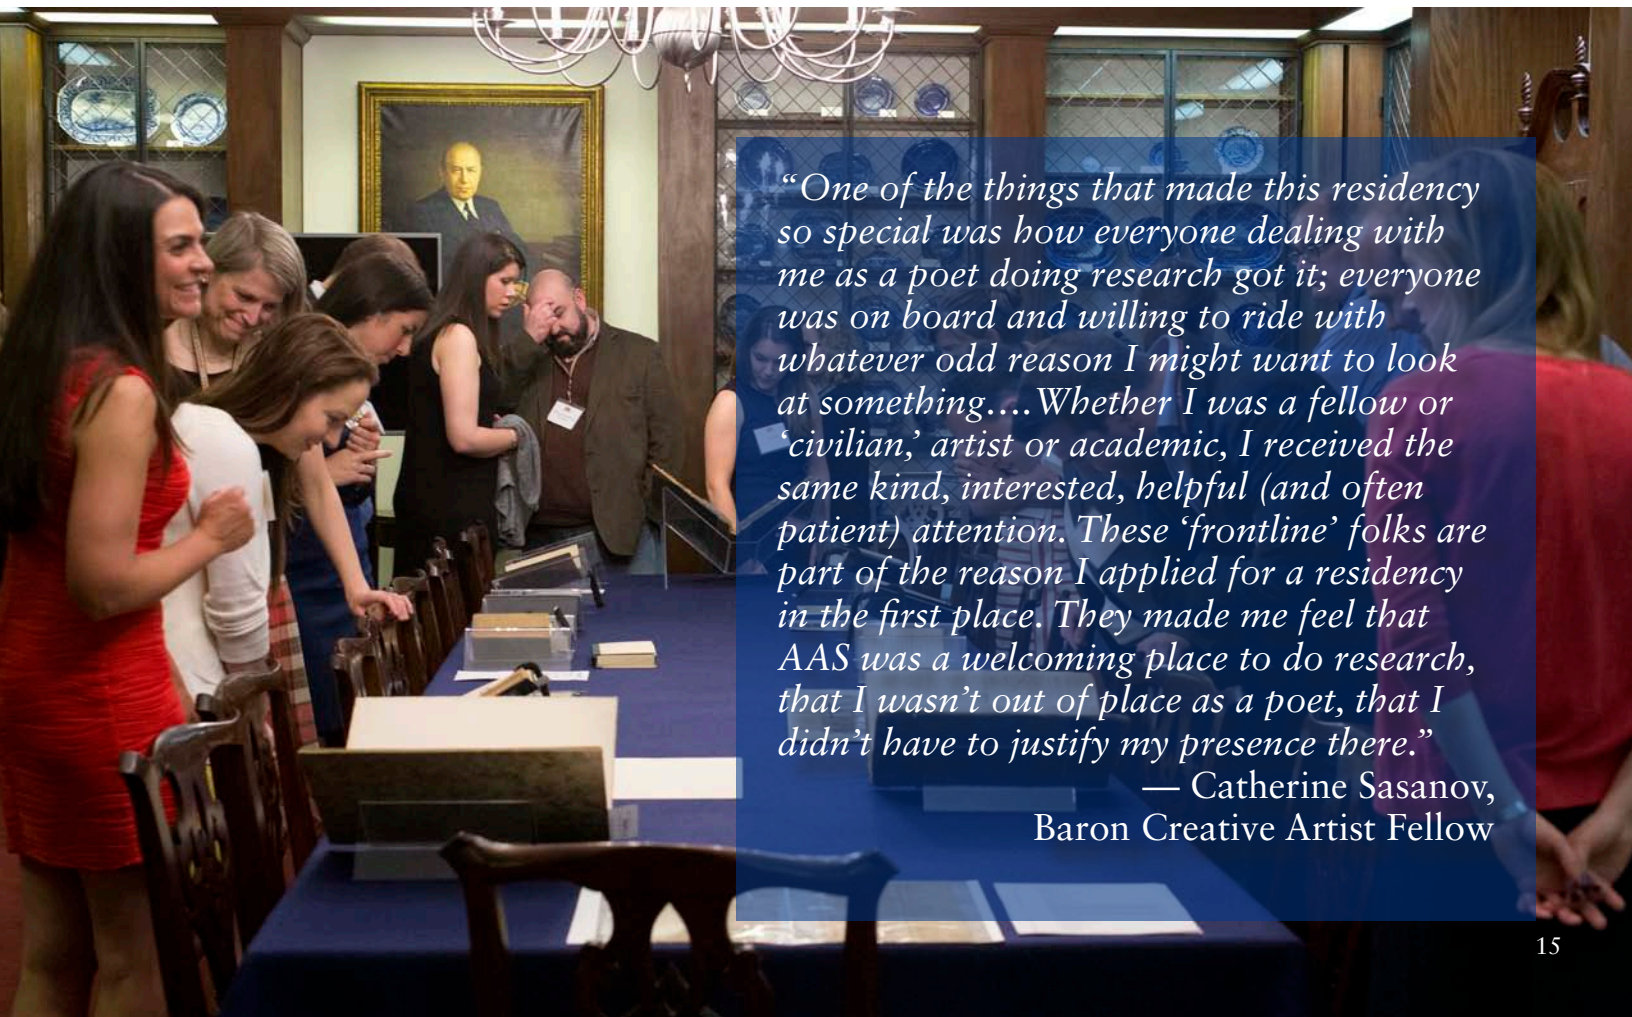 “One of the things that made this residency
so special was how everyone dealing with
me as a poet doing research got it; everyone
was on board and willing to ride with
whatever odd reason I might want to look
at something.…Whether I was a fellow or
‘civilian,’ artist or academic, I received the
same kind, interested, helpful (and often
patient) attention. These ‘frontline’ folks are
part of the reason I applied for a residency
in the first place. They made me feel that
AAS was a welcoming place to do research,
that I wasn’t out of place as a poet, that I
didn’t have to justify my presence there.”
— Catherine Sasanov,
Baron Creative Artist Fellow
15